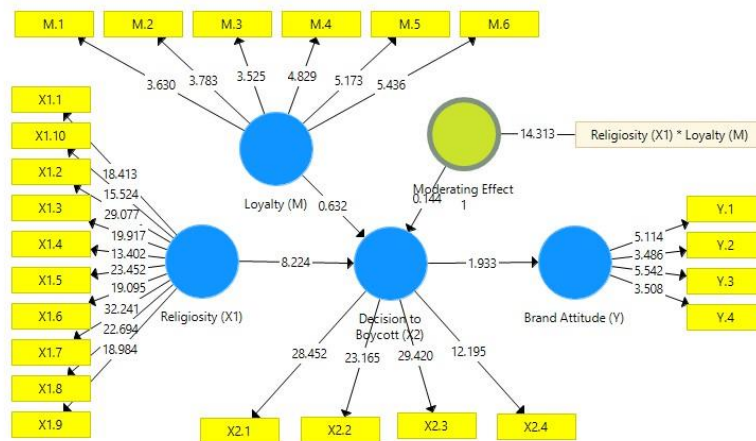 M.1
M.2
M.3
M.4
M.5
M.6
3.630
3.783
3.525
4.829
5.173
5.436
X1.1
X1.10
X1.2
X1.3
X1.4
X1.5
X1.6
X1.7
X1.8
X1.9
18.413
15.524
29.077
19.917
13.402
23.452
19.095
32.241
22.694
18.984
Loyalty (M)
0.632
14.313
Religiosity (X1) * Loyalty (M)
Moderating Effect
1
0.144
Religiosity (X1)
8.224
Decision to
Boycott (X2)
1.933
Brand Attitude (Y)
5.114
3.486
5.542
3.508
Y.1
Y.2
Y.3
Y.4
28.452
23.165
29.420
12.195
X2.1
X2.2
X2.3
X2.4